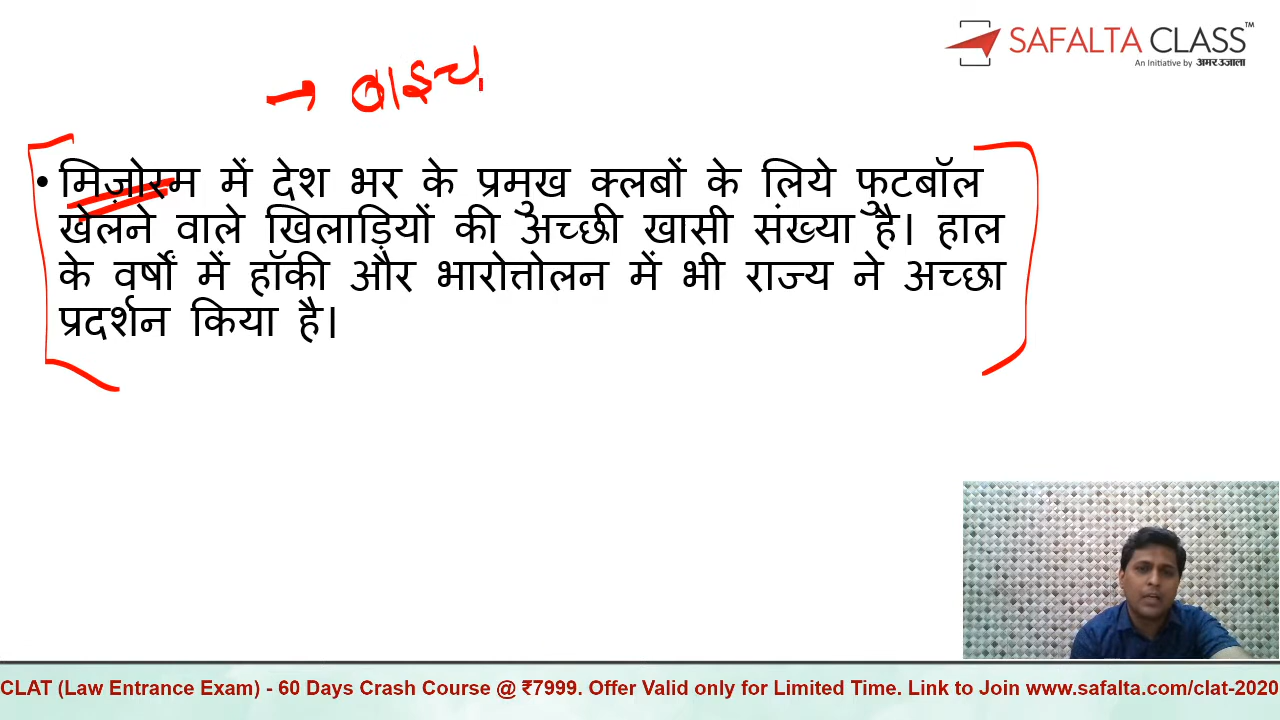 SAFALTA CLASS™
An Initiative by अमर उजाला
→ बाइच
• मिज़ोरम में देश भर के प्रमुख क्लबों के लिये फुटबॉल
खेलने वाले खिलाड़ियों की अच्छी खासी संख्या है। हाल
के वर्षों में हॉकी और भारोत्तोलन में भी राज्य ने अच्छा
प्रदर्शन किया है।
CLAT (Law Entrance Exam) - 60 Days Crash Course @ ₹7999. Offer Valid only for Limited Time. Link to Join www.safalta.com/clat-2020